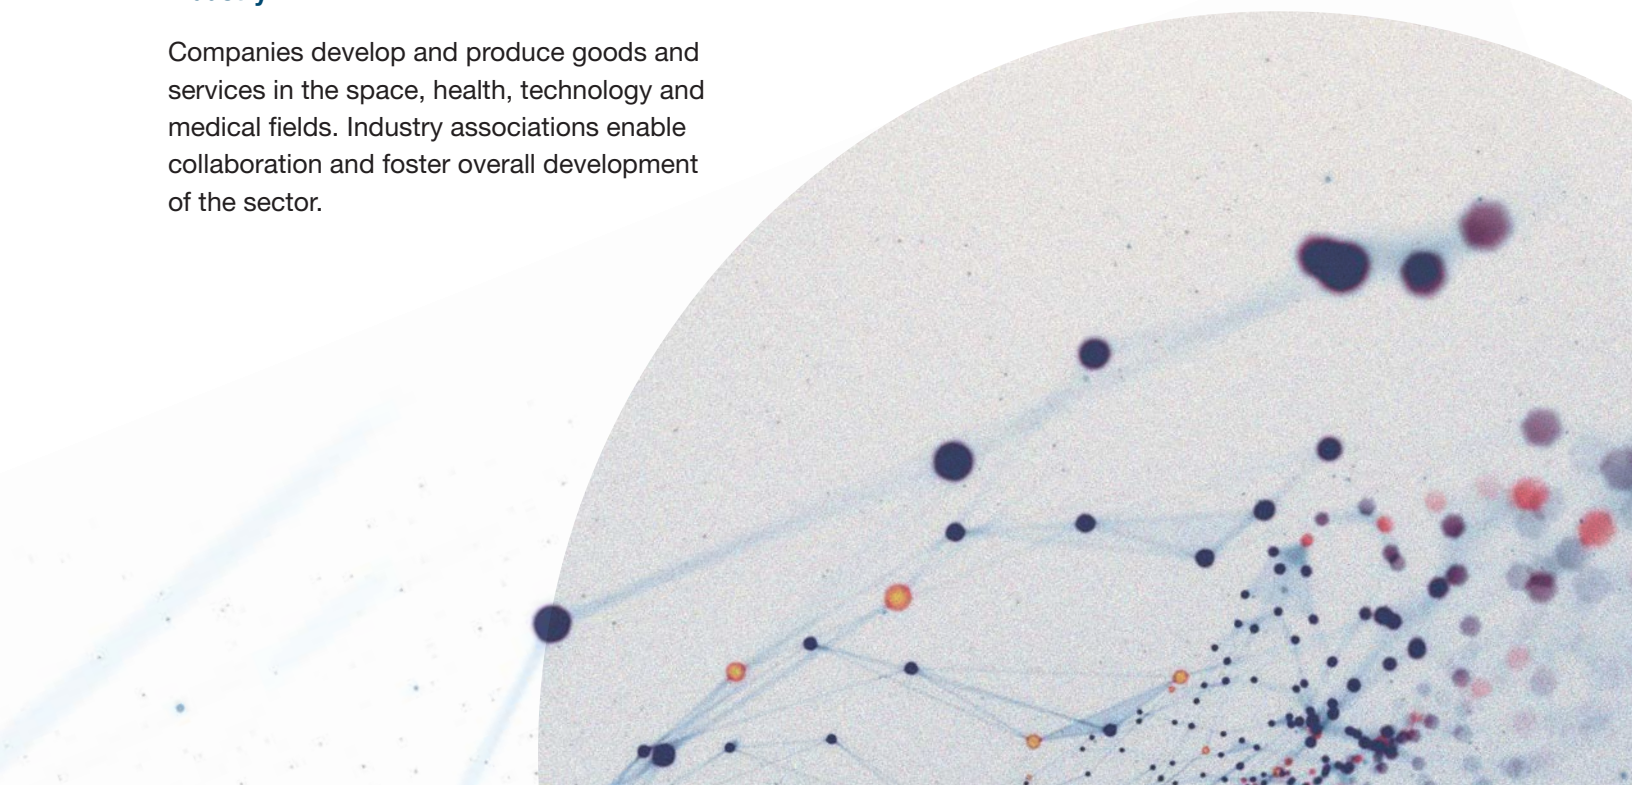 Companies develop and produce goods and
services in the space, health, technology and
medical fields. Industry associations enable
collaboration and foster overall development
of the sector.